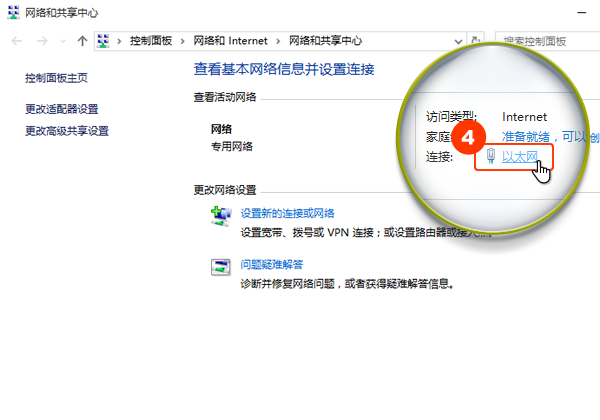 网络和共享中心
控制面板 网络和 Internet 网络和共享中心
搜索控制面板
控制面板主页
更改适配器设置
更改高级共享设置
查看基本网络信息并设置连接
查看活动网络
网络
专用网络
访问类型: Internet
家庭 准备就绪，可以创
4
连接: 以太网
更改网络设置
设置新的连接或网络
设置宽带、拨号或 VPN 连接；或设置路由器或接入点。
问题疑难解答
诊断并修复网络问题，或者获得疑难解答信息。